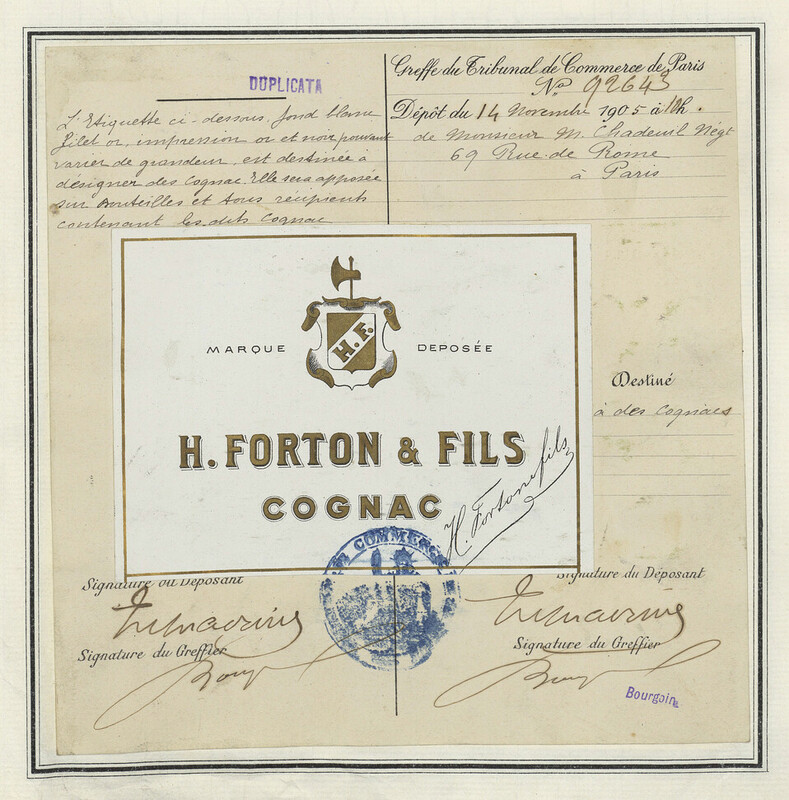 DUPLICATA
L'Etiquette ci-dessous, fond blanc
filet or, impression or et noir pouvant
varier de grandeur, est destinée à
désigner des Cognac. Elle sera apposée
sur Bouteilles et tous récipients
contenant les dits Cognac
Greffe du Tribunal de Commerce de Paris
No 92643
Dépôt du 14 Novembre 1905 à 11h.
de Monsieur M. Chadeuil Négt
69 Rue de Rome
à Paris
MARQUE DEPOSÉE
H.F.
H. FORTON & FILS
COGNAC
H. Forton & fils
Destiné
à des cognacs
COMMERCE
Signature du Déposant
Signature du Greffier
Signature du Déposant
Signature du Greffier
Bourgoin.